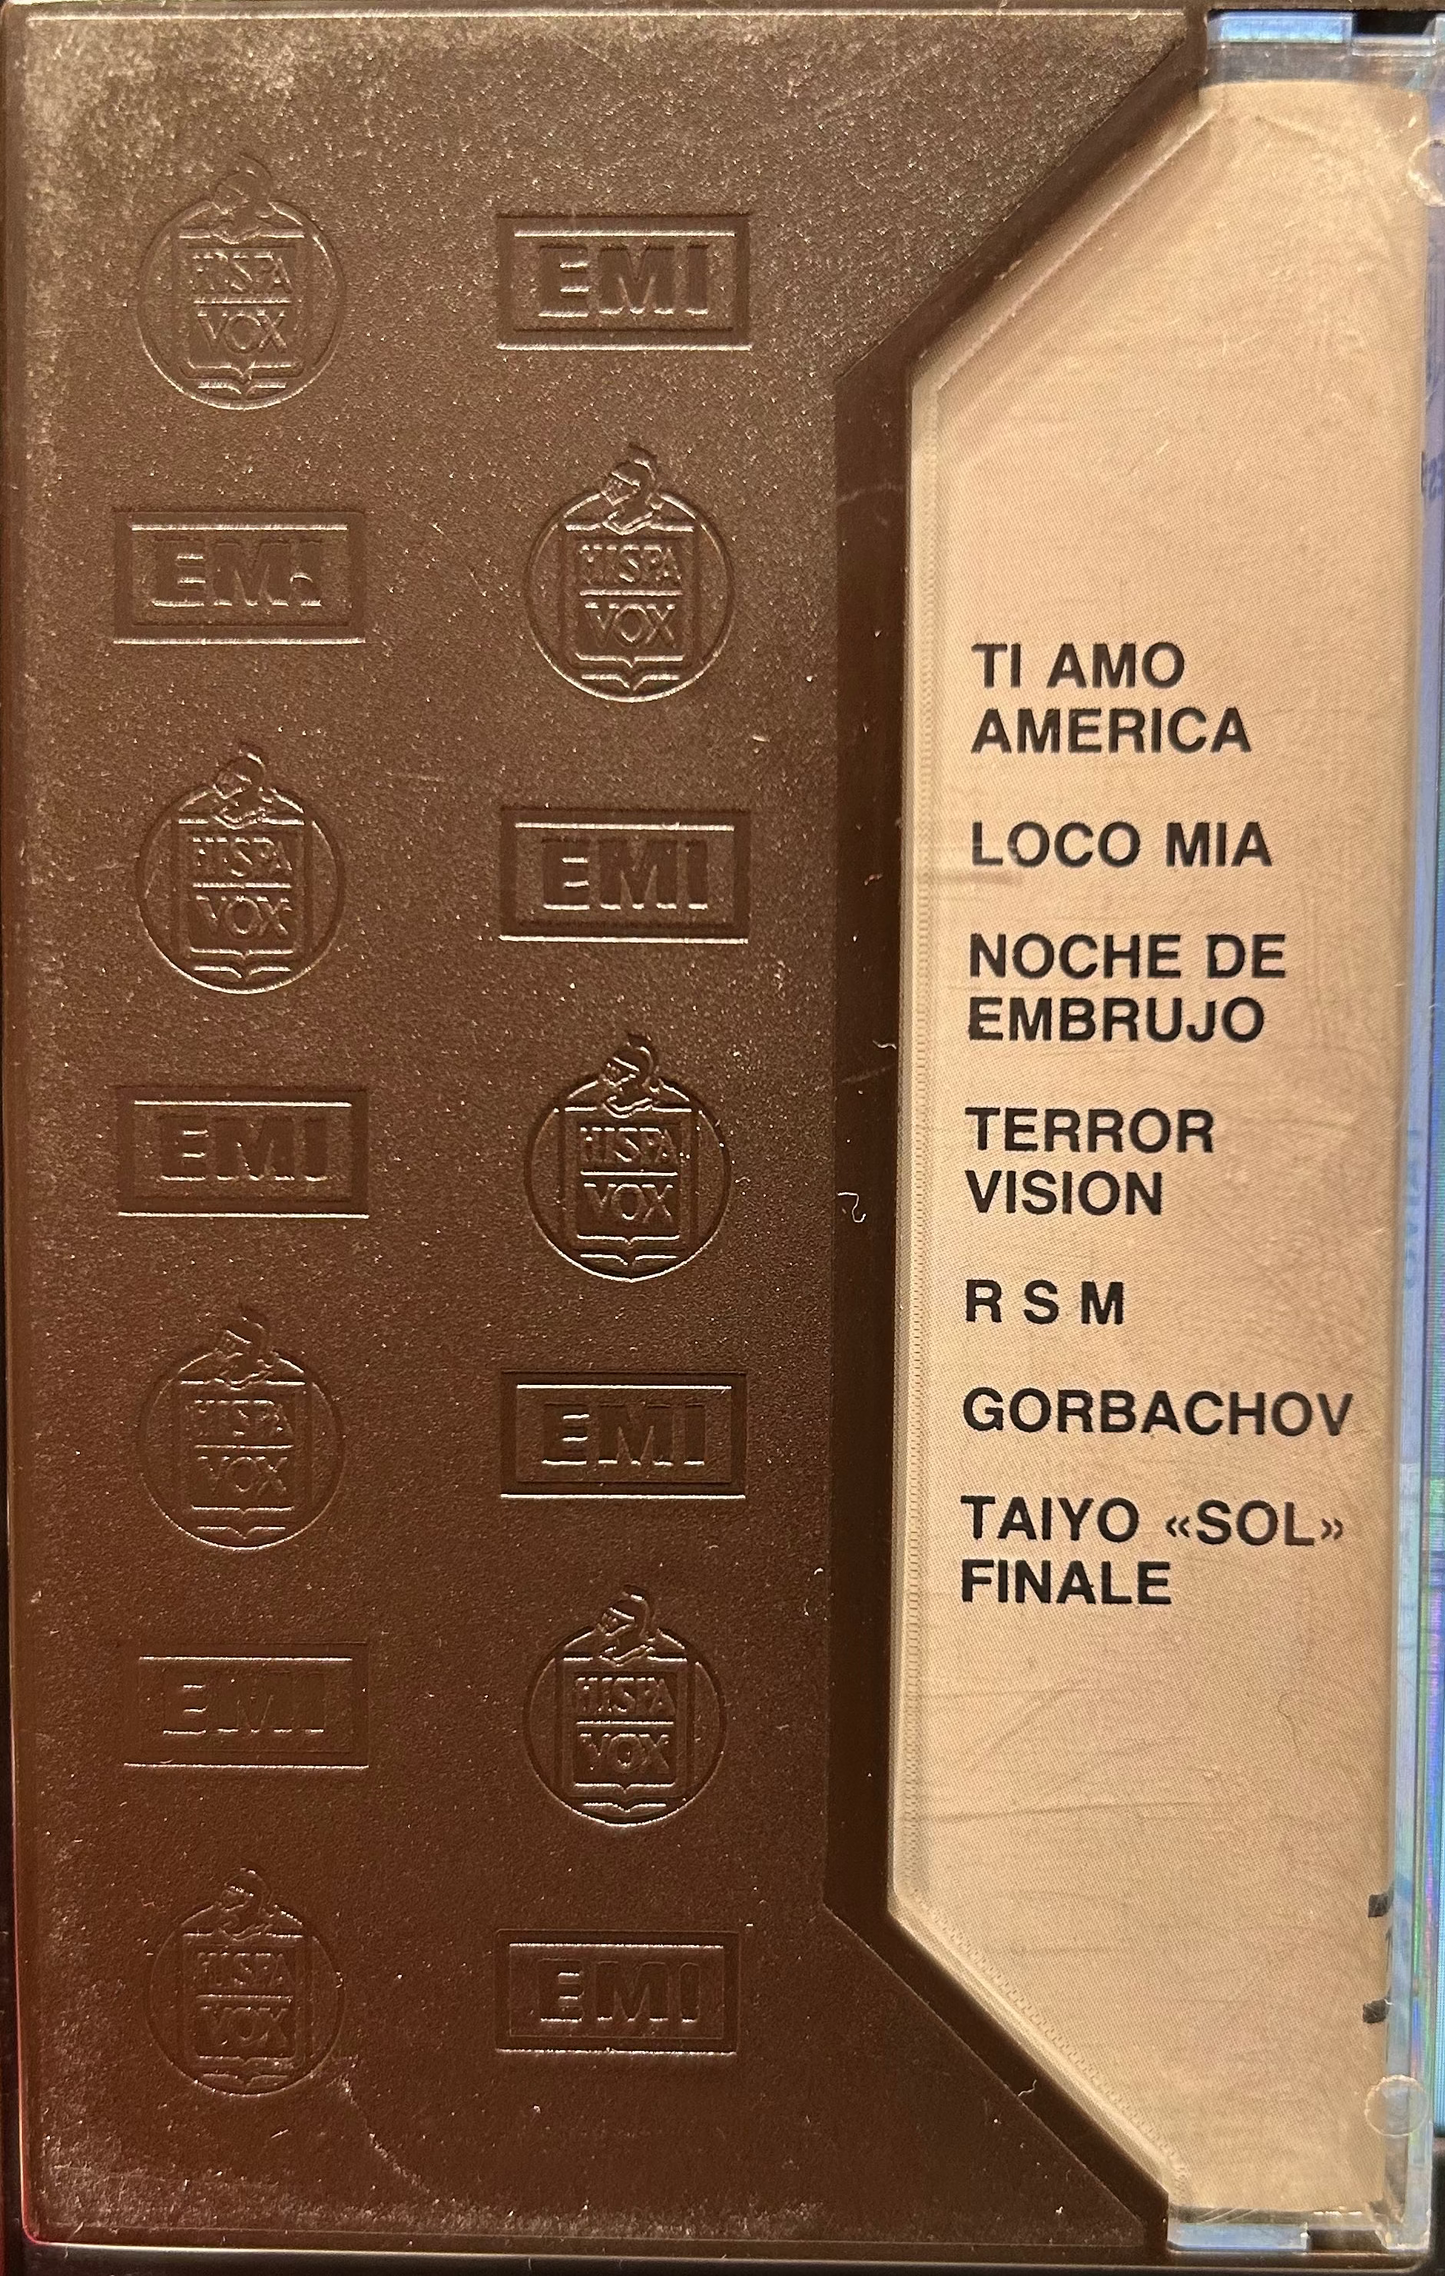 HISPA
VOX
EMI
EMI
HISPA
VOX
HISPA
VOX
EMI
EMI
HISPA
VOX
HISPA
VOX
EMI
EMI
HISPA
VOX
HISPA
VOX
EMI
TI AMO
AMERICA
LOCO MIA
NOCHE DE
EMBRUJO
TERROR
VISION
R S M
GORBACHOV
TAIYO «SOL»
FINALE